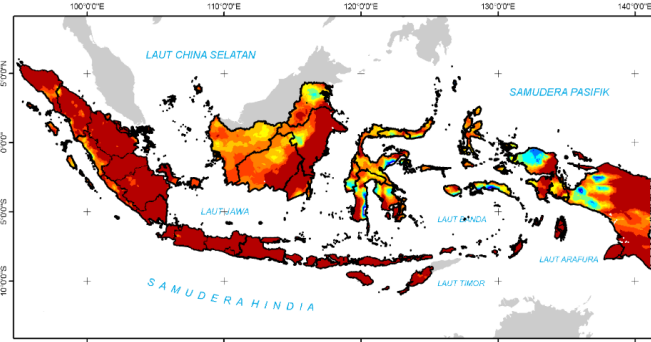 100°0'0"E 110°0'0"E 120°0'0"E 130°0'0"E 140°0'0"E
LAUT CHINA SELATAN
5°0'0"N
SAMUDERA PASIFIK
0°0'0"
5°0'0"S
LAUTHJAWA
LAUT BANDA
LAUT ARAFURA
10°0'0"S
SAMUDERA HINDIA
LAUT TIMOR